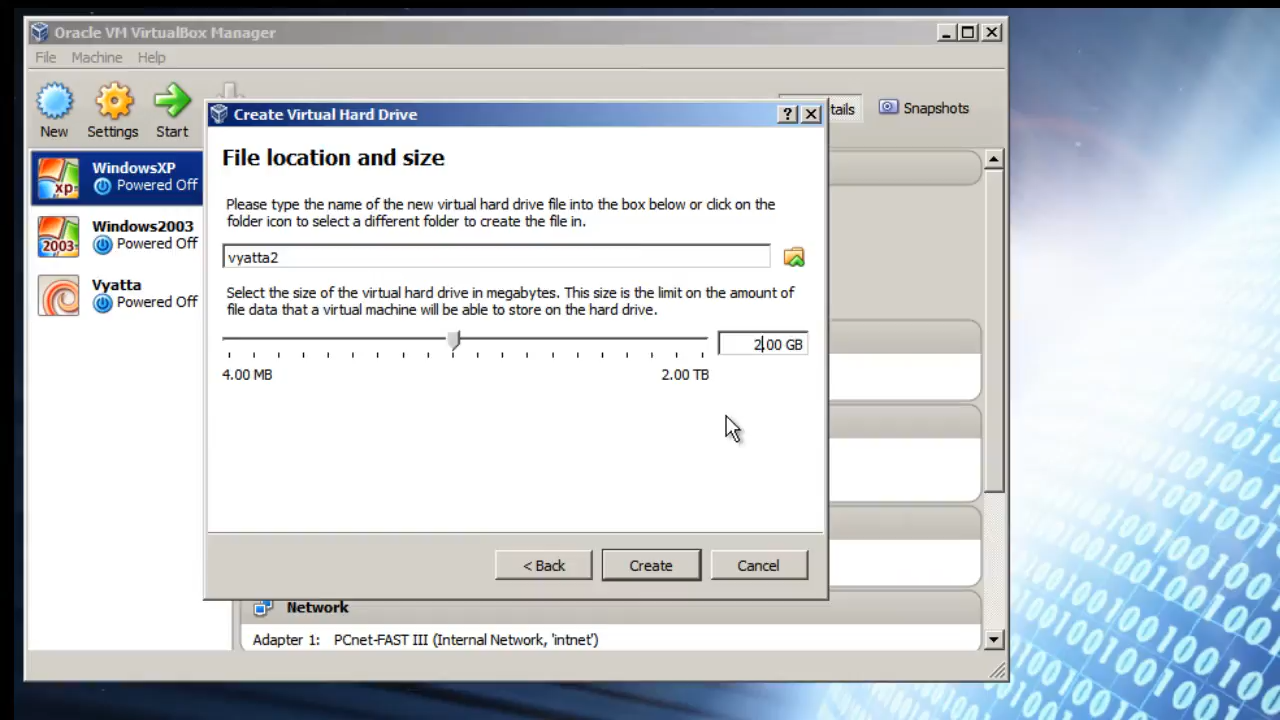 Oracle VM VirtualBox Manager
File Machine Help
New Settings Start
tails Snapshots
Create Virtual Hard Drive
WindowsXP
Powered Off
Windows2003
Powered Off
Vyatta
Powered Off
File location and size
Please type the name of the new virtual hard drive file into the box below or click on the
folder icon to select a different folder to create the file in.
vyatta2
Select the size of the virtual hard drive in megabytes. This size is the limit on the amount of
file data that a virtual machine will be able to store on the hard drive.
2.00 GB
4.00 MB 2.00 TB
< Back Create Cancel
Network
Adapter 1: PCnet-FAST III (Internal Network, 'intnet')